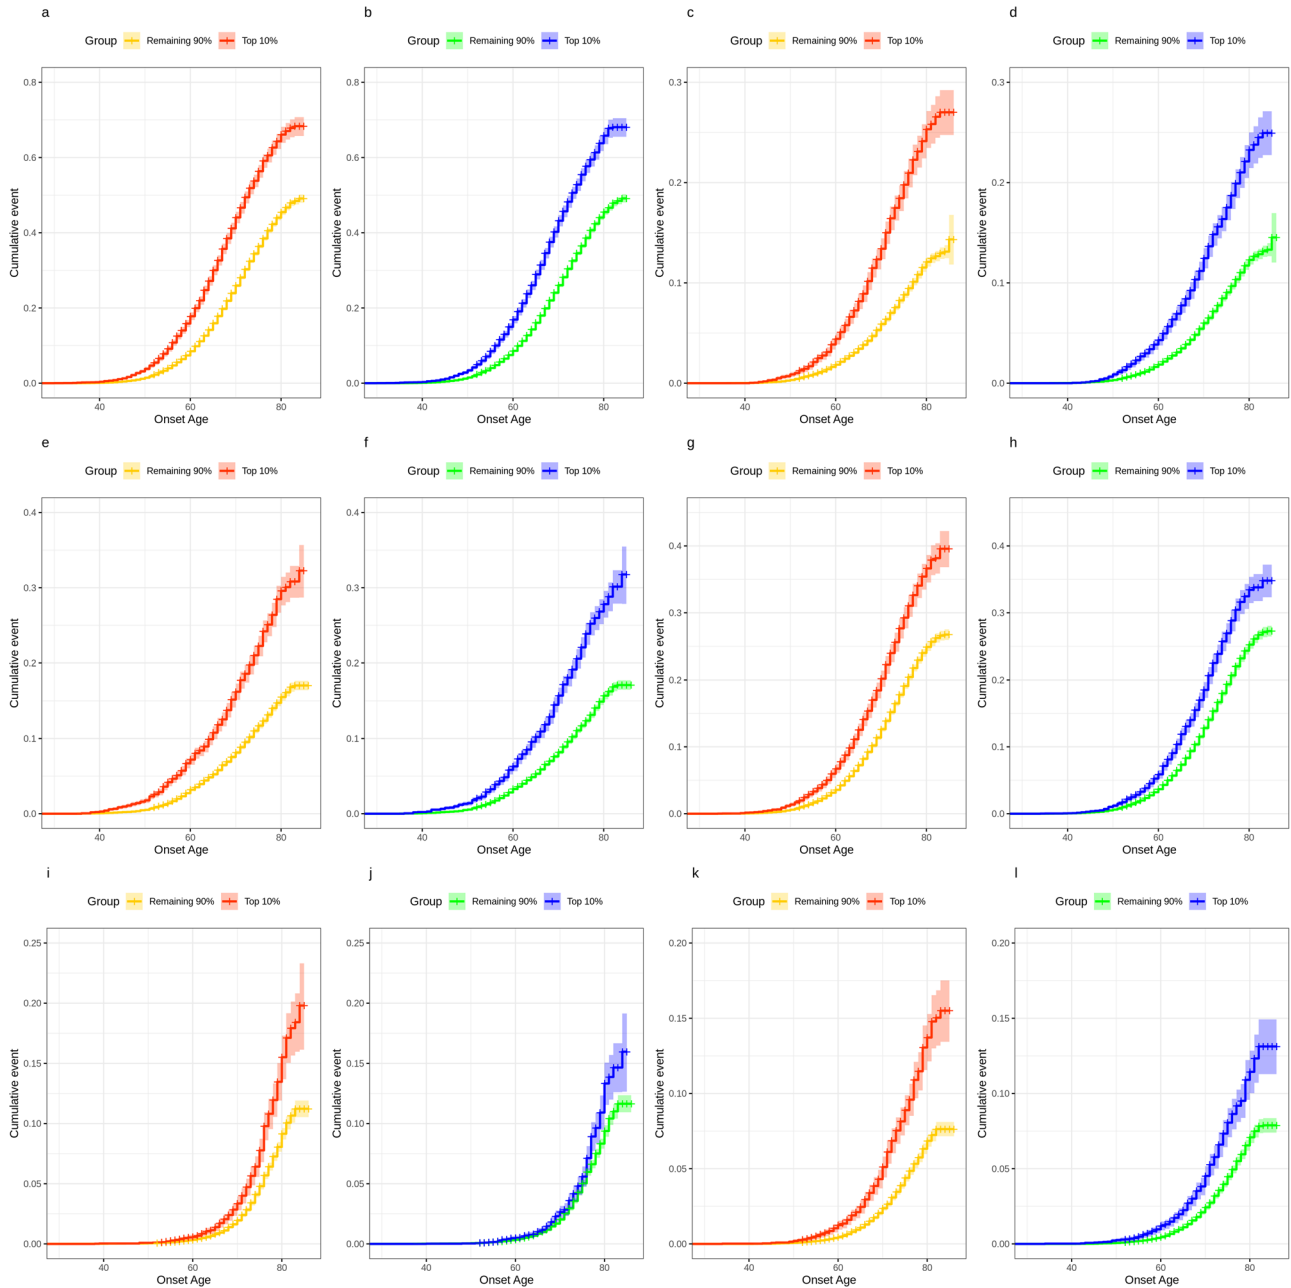 a
Group Remaining 90% Top 10%
Cumulative event
0.8
0.6
0.4
0.2
0.0
40 60 80
Onset Age
b
Group Remaining 90% Top 10%
Cumulative event
0.8
0.6
0.4
0.2
0.0
40 60 80
Onset Age
c
Group Remaining 90% Top 10%
Cumulative event
0.3
0.2
0.1
0.0
40 60 80
Onset Age
d
Group Remaining 90% Top 10%
Cumulative event
0.3
0.2
0.1
0.0
40 60 80
Onset Age
e
Group Remaining 90% Top 10%
Cumulative event
0.4
0.3
0.2
0.1
0.0
40 60 80
Onset Age
f
Group Remaining 90% Top 10%
Cumulative event
0.4
0.3
0.2
0.1
0.0
40 60 80
Onset Age
g
Group Remaining 90% Top 10%
Cumulative event
0.4
0.3
0.2
0.1
0.0
40 60 80
Onset Age
h
Group Remaining 90% Top 10%
Cumulative event
0.4
0.3
0.2
0.1
0.0
40 60 80
Onset Age
i
Group Remaining 90% Top 10%
Cumulative event
0.25
0.20
0.15
0.10
0.05
0.00
40 60 80
Onset Age
j
Group Remaining 90% Top 10%
Cumulative event
0.25
0.20
0.15
0.10
0.05
0.00
40 60 80
Onset Age
k
Group Remaining 90% Top 10%
Cumulative event
0.20
0.15
0.10
0.05
0.00
40 60 80
Onset Age
l
Group Remaining 90% Top 10%
Cumulative event
0.20
0.15
0.10
0.05
0.00
40 60 80
Onset Age